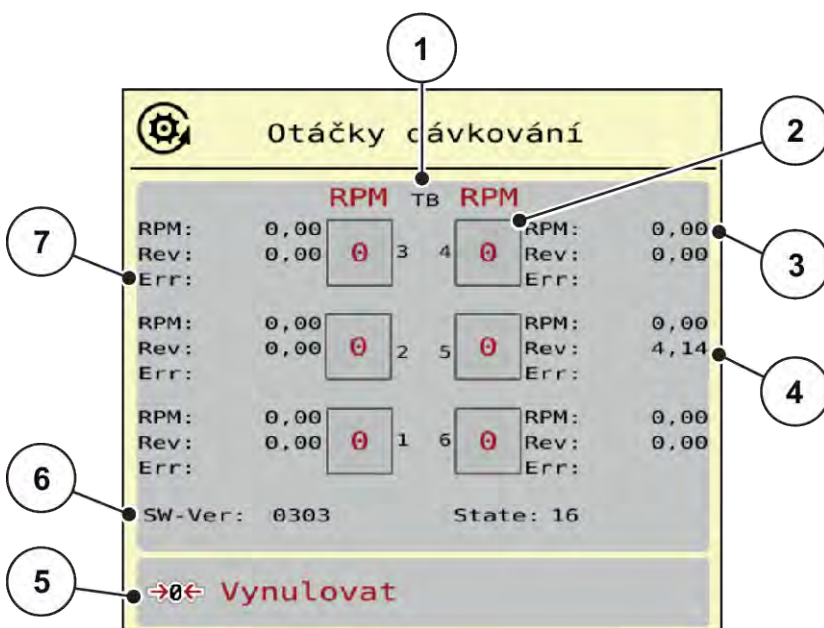 1
Otáčky dávkování
2
RPM TB RPM
RPM: 0,00 RPM: 0,00
7 Rev: 0,00 0 3 4 0 Rev: 0,00 3
Err: Err:
RPM: 0,00 RPM: 0,00
Rev: 0,00 0 2 5 0 Rev: 4,14
Err: Err:
4
RPM: 0,00 RPM: 0,00
Rev: 0,00 0 1 6 0 Rev: 0,00
Err: Err:
6
SW-Ver: 0303 State: 16
5 →0← Vynulovat